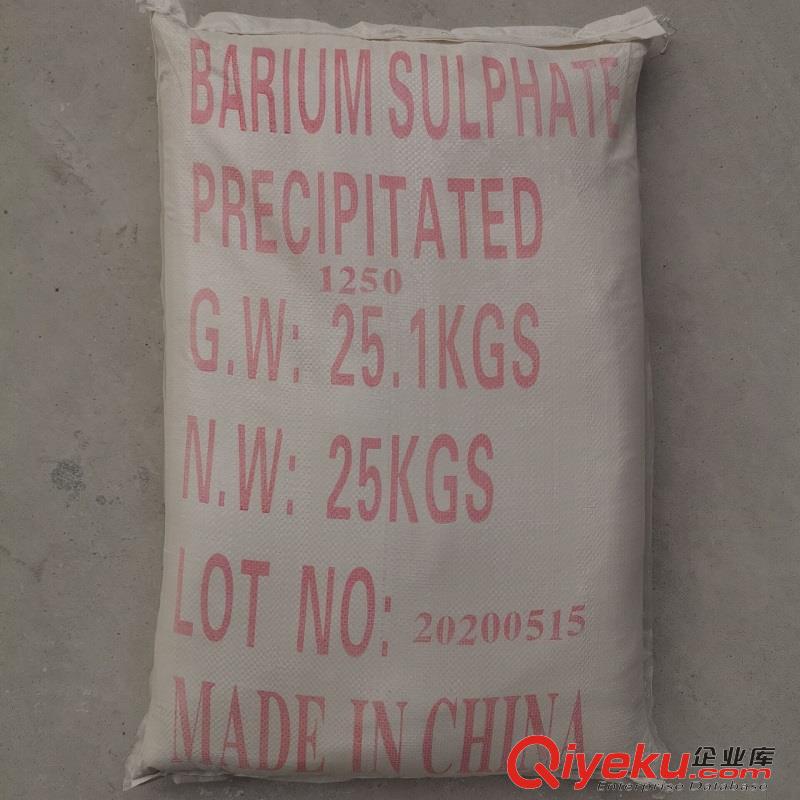 BARIUM SULPHATE
PRECIPITATED
1250
G.W: 25.1KGS
N.W: 25KGS
LOT NO: 20200515
MADE IN CHINA
Qiyeku.com 企业库
Enterprise Database